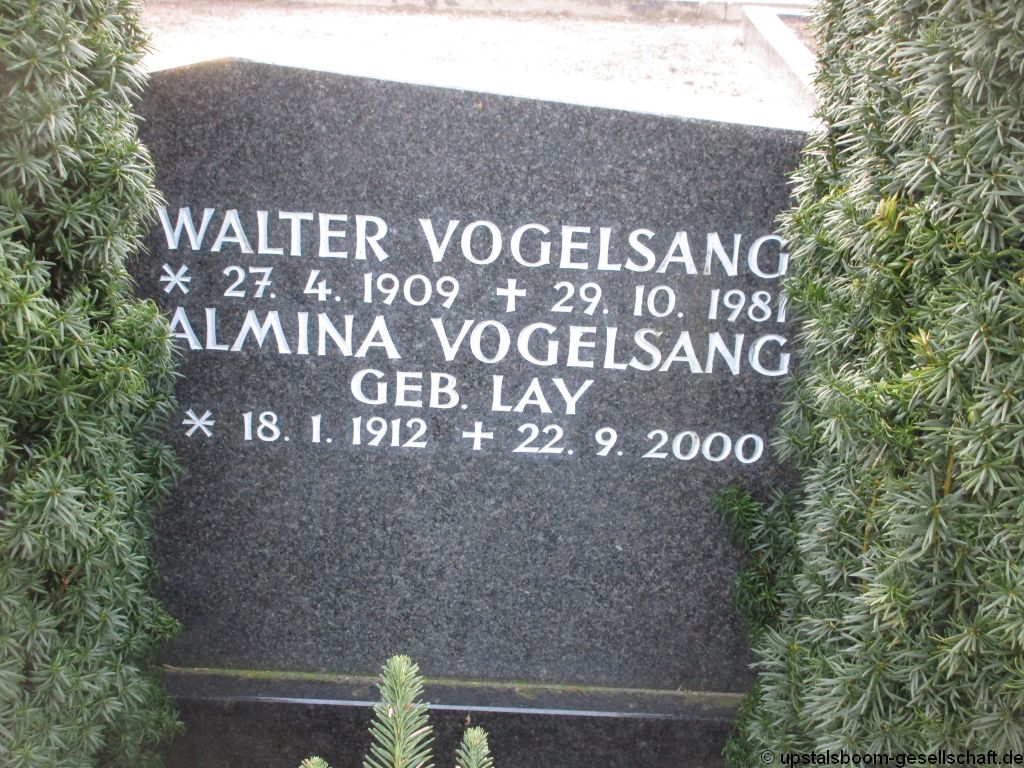 WALTER VOGELSANG
* 27. 4. 1909 † 29. 10. 1981
ALMINA VOGELSANG
GEB. LAY
* 18. 1. 1912 † 22. 9. 2000
© upstalsboom-gesellschaft.de